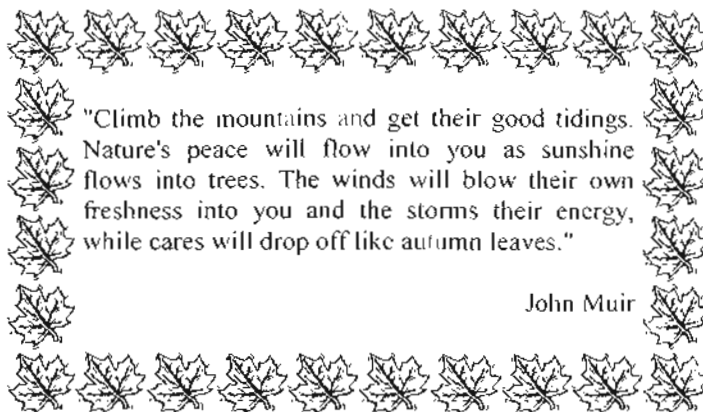 "Climb the mountains and get their good tidings.
Nature's peace will flow into you as sunshine
flows into trees. The winds will blow their own
freshness into you and the storms their energy,
while cares will drop off like autumn leaves."
John Muir